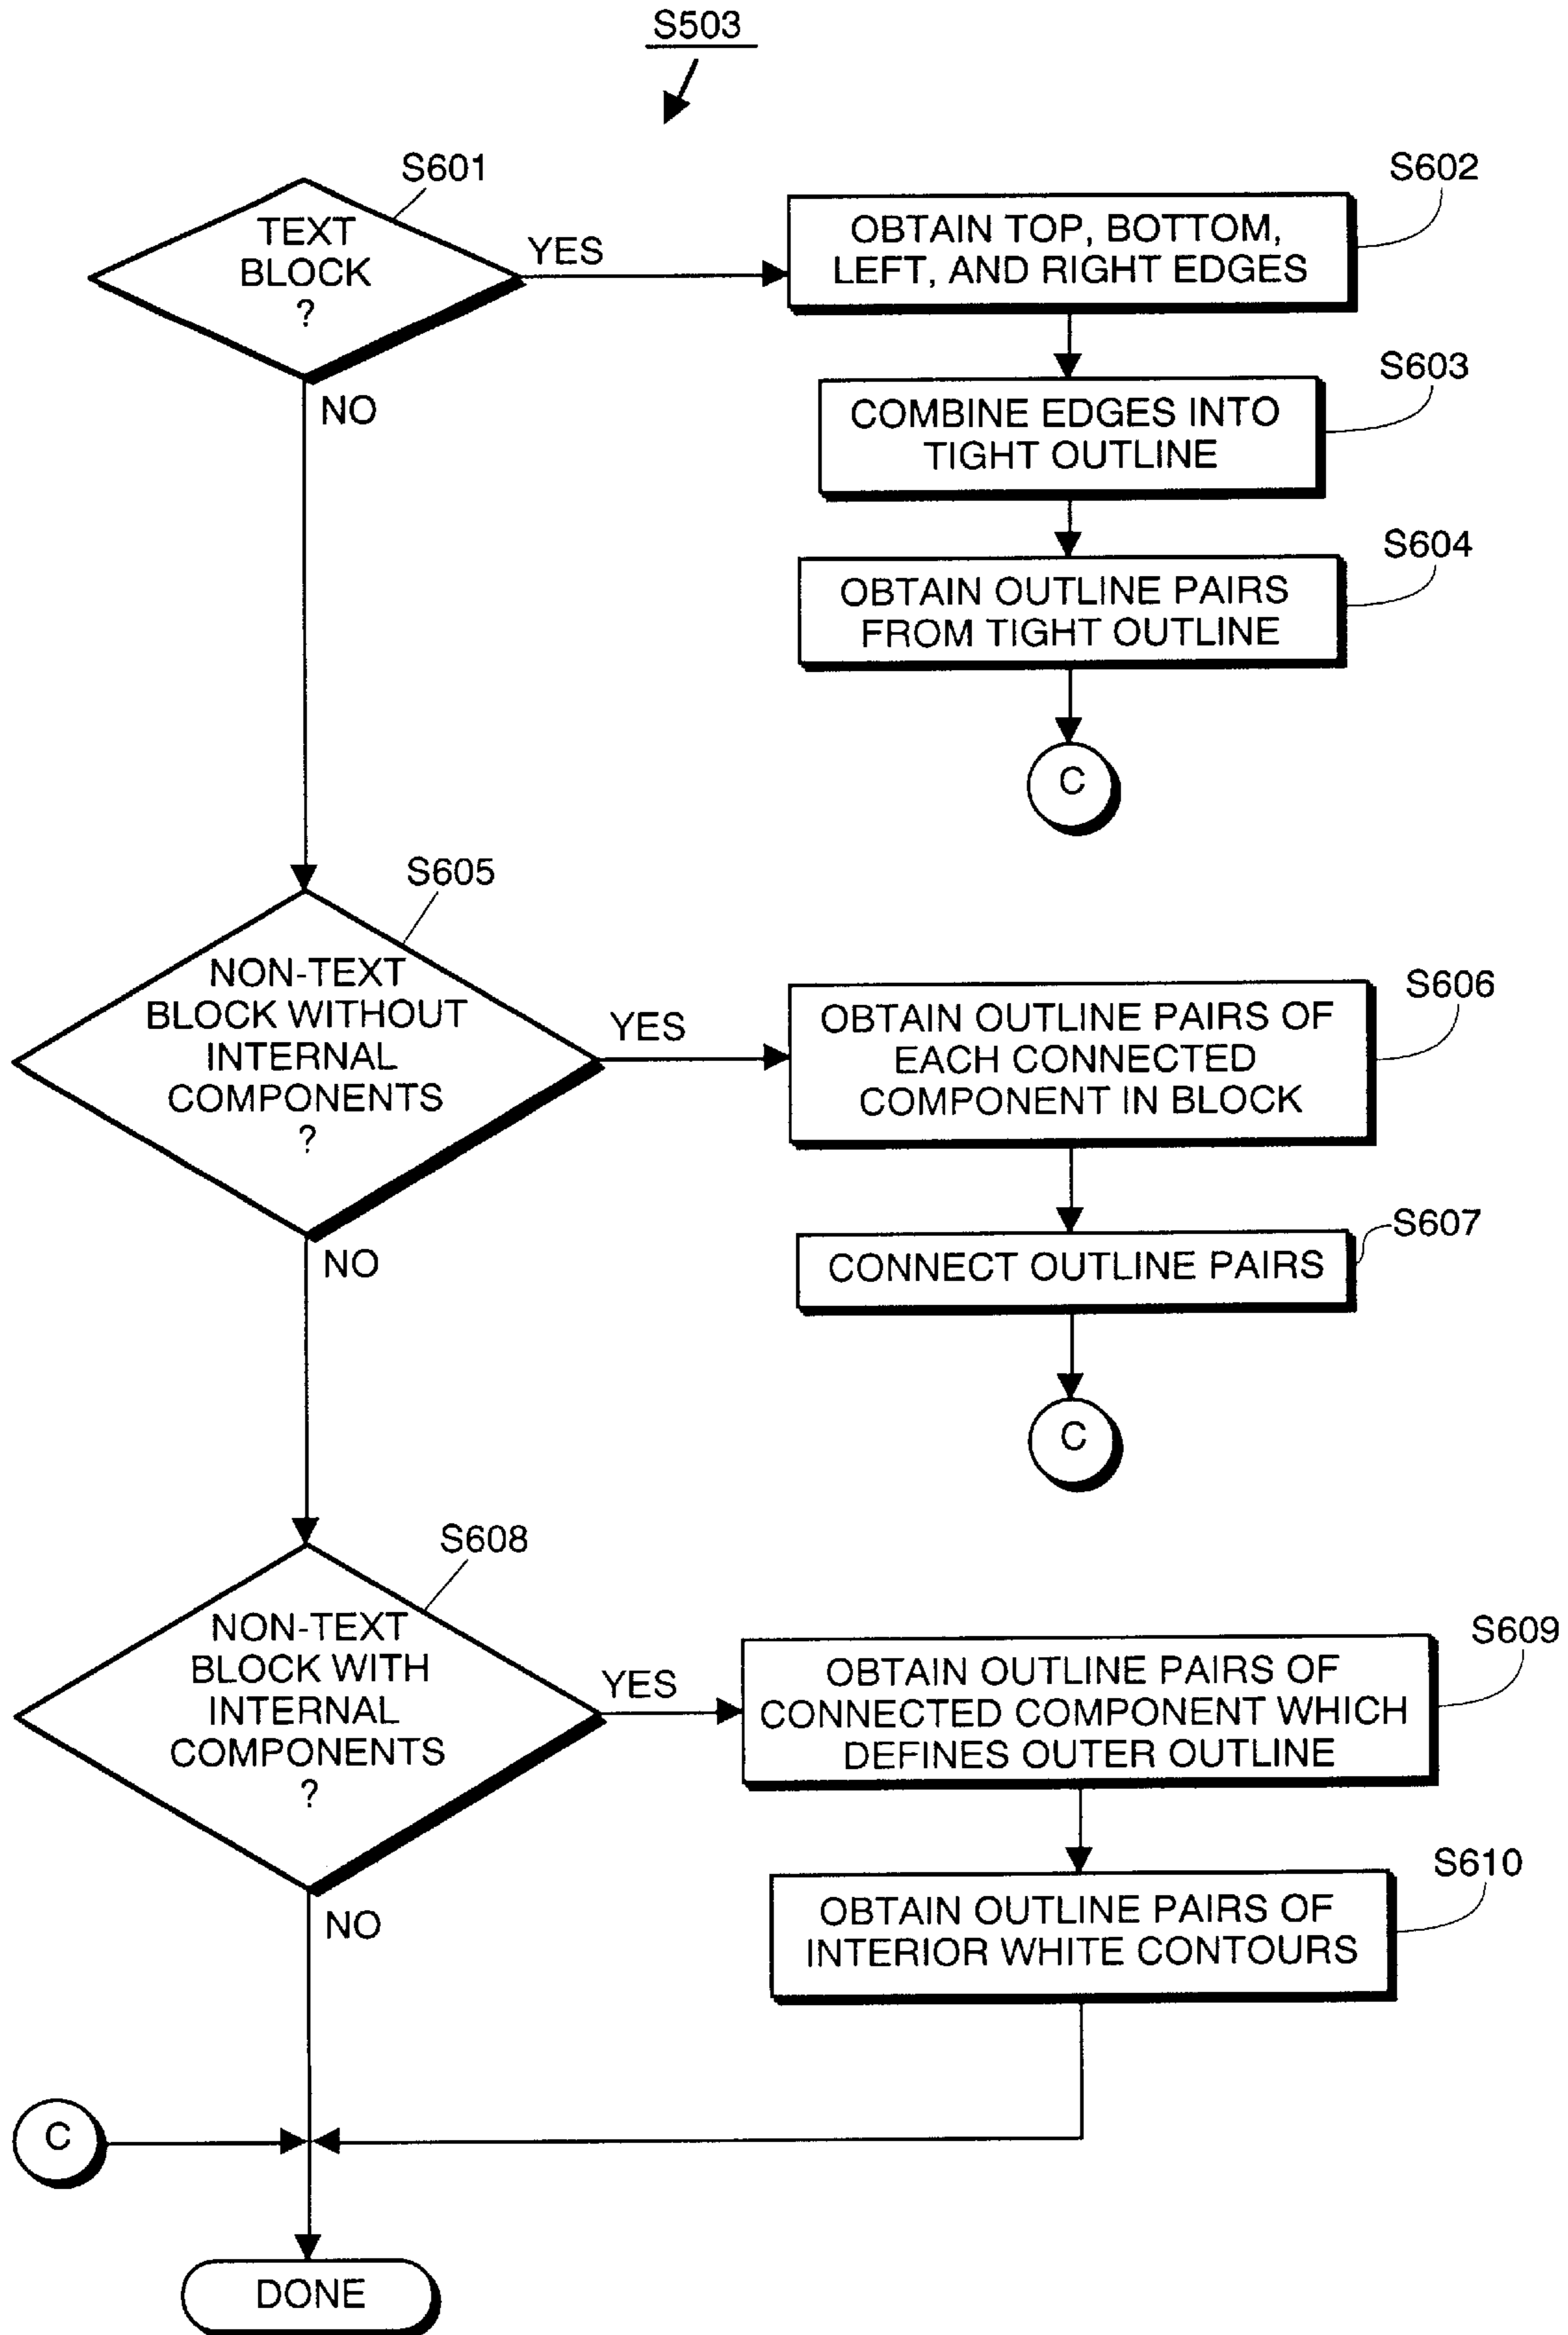 S503
S601
TEXT
BLOCK
?
YES
NO
S602
OBTAIN TOP, BOTTOM,
LEFT, AND RIGHT EDGES
S603
COMBINE EDGES INTO
TIGHT OUTLINE
S604
OBTAIN OUTLINE PAIRS
FROM TIGHT OUTLINE
C
S605
NON-TEXT
BLOCK WITHOUT
INTERNAL
COMPONENTS
?
YES
NO
S606
OBTAIN OUTLINE PAIRS OF
EACH CONNECTED
COMPONENT IN BLOCK
S607
CONNECT OUTLINE PAIRS
C
S608
NON-TEXT
BLOCK WITH
INTERNAL
COMPONENTS
?
YES
NO
S609
OBTAIN OUTLINE PAIRS OF
CONNECTED COMPONENT WHICH
DEFINES OUTER OUTLINE
S610
OBTAIN OUTLINE PAIRS OF
INTERIOR WHITE CONTOURS
C
DONE